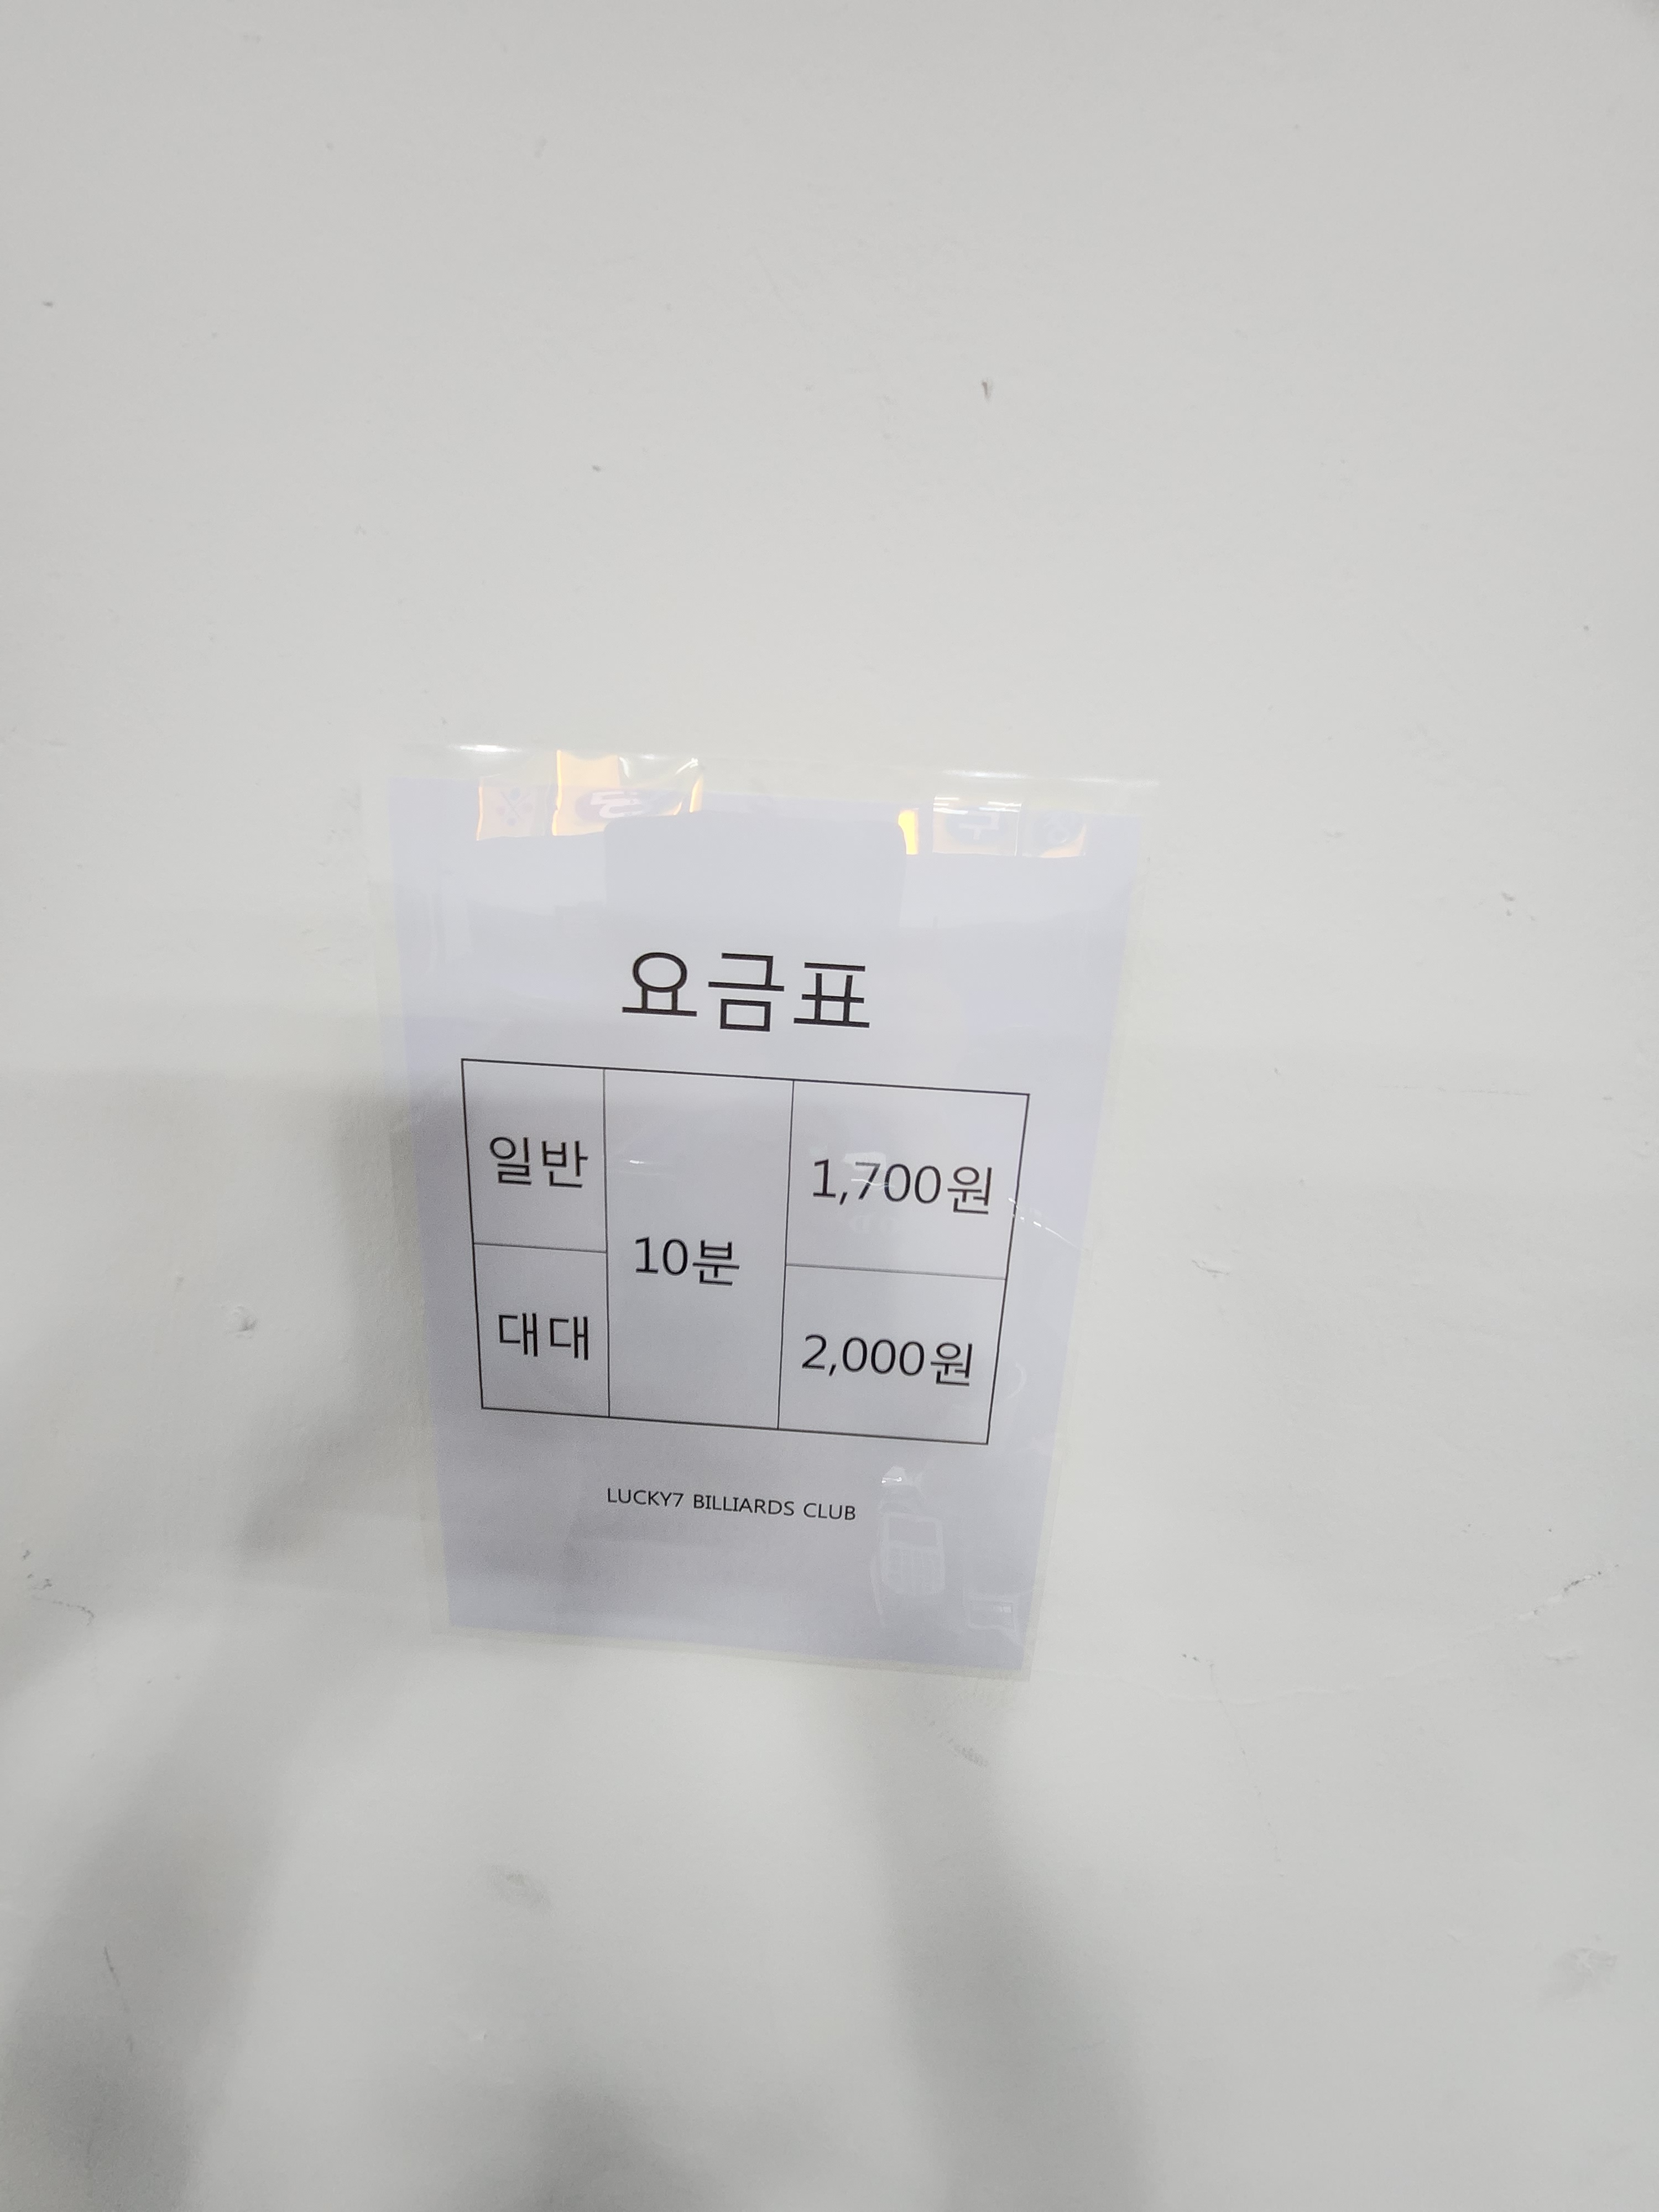 요금표
일반 10분 1,700원
대대 2,000원
LUCKY7 BILLIARDS CLUB